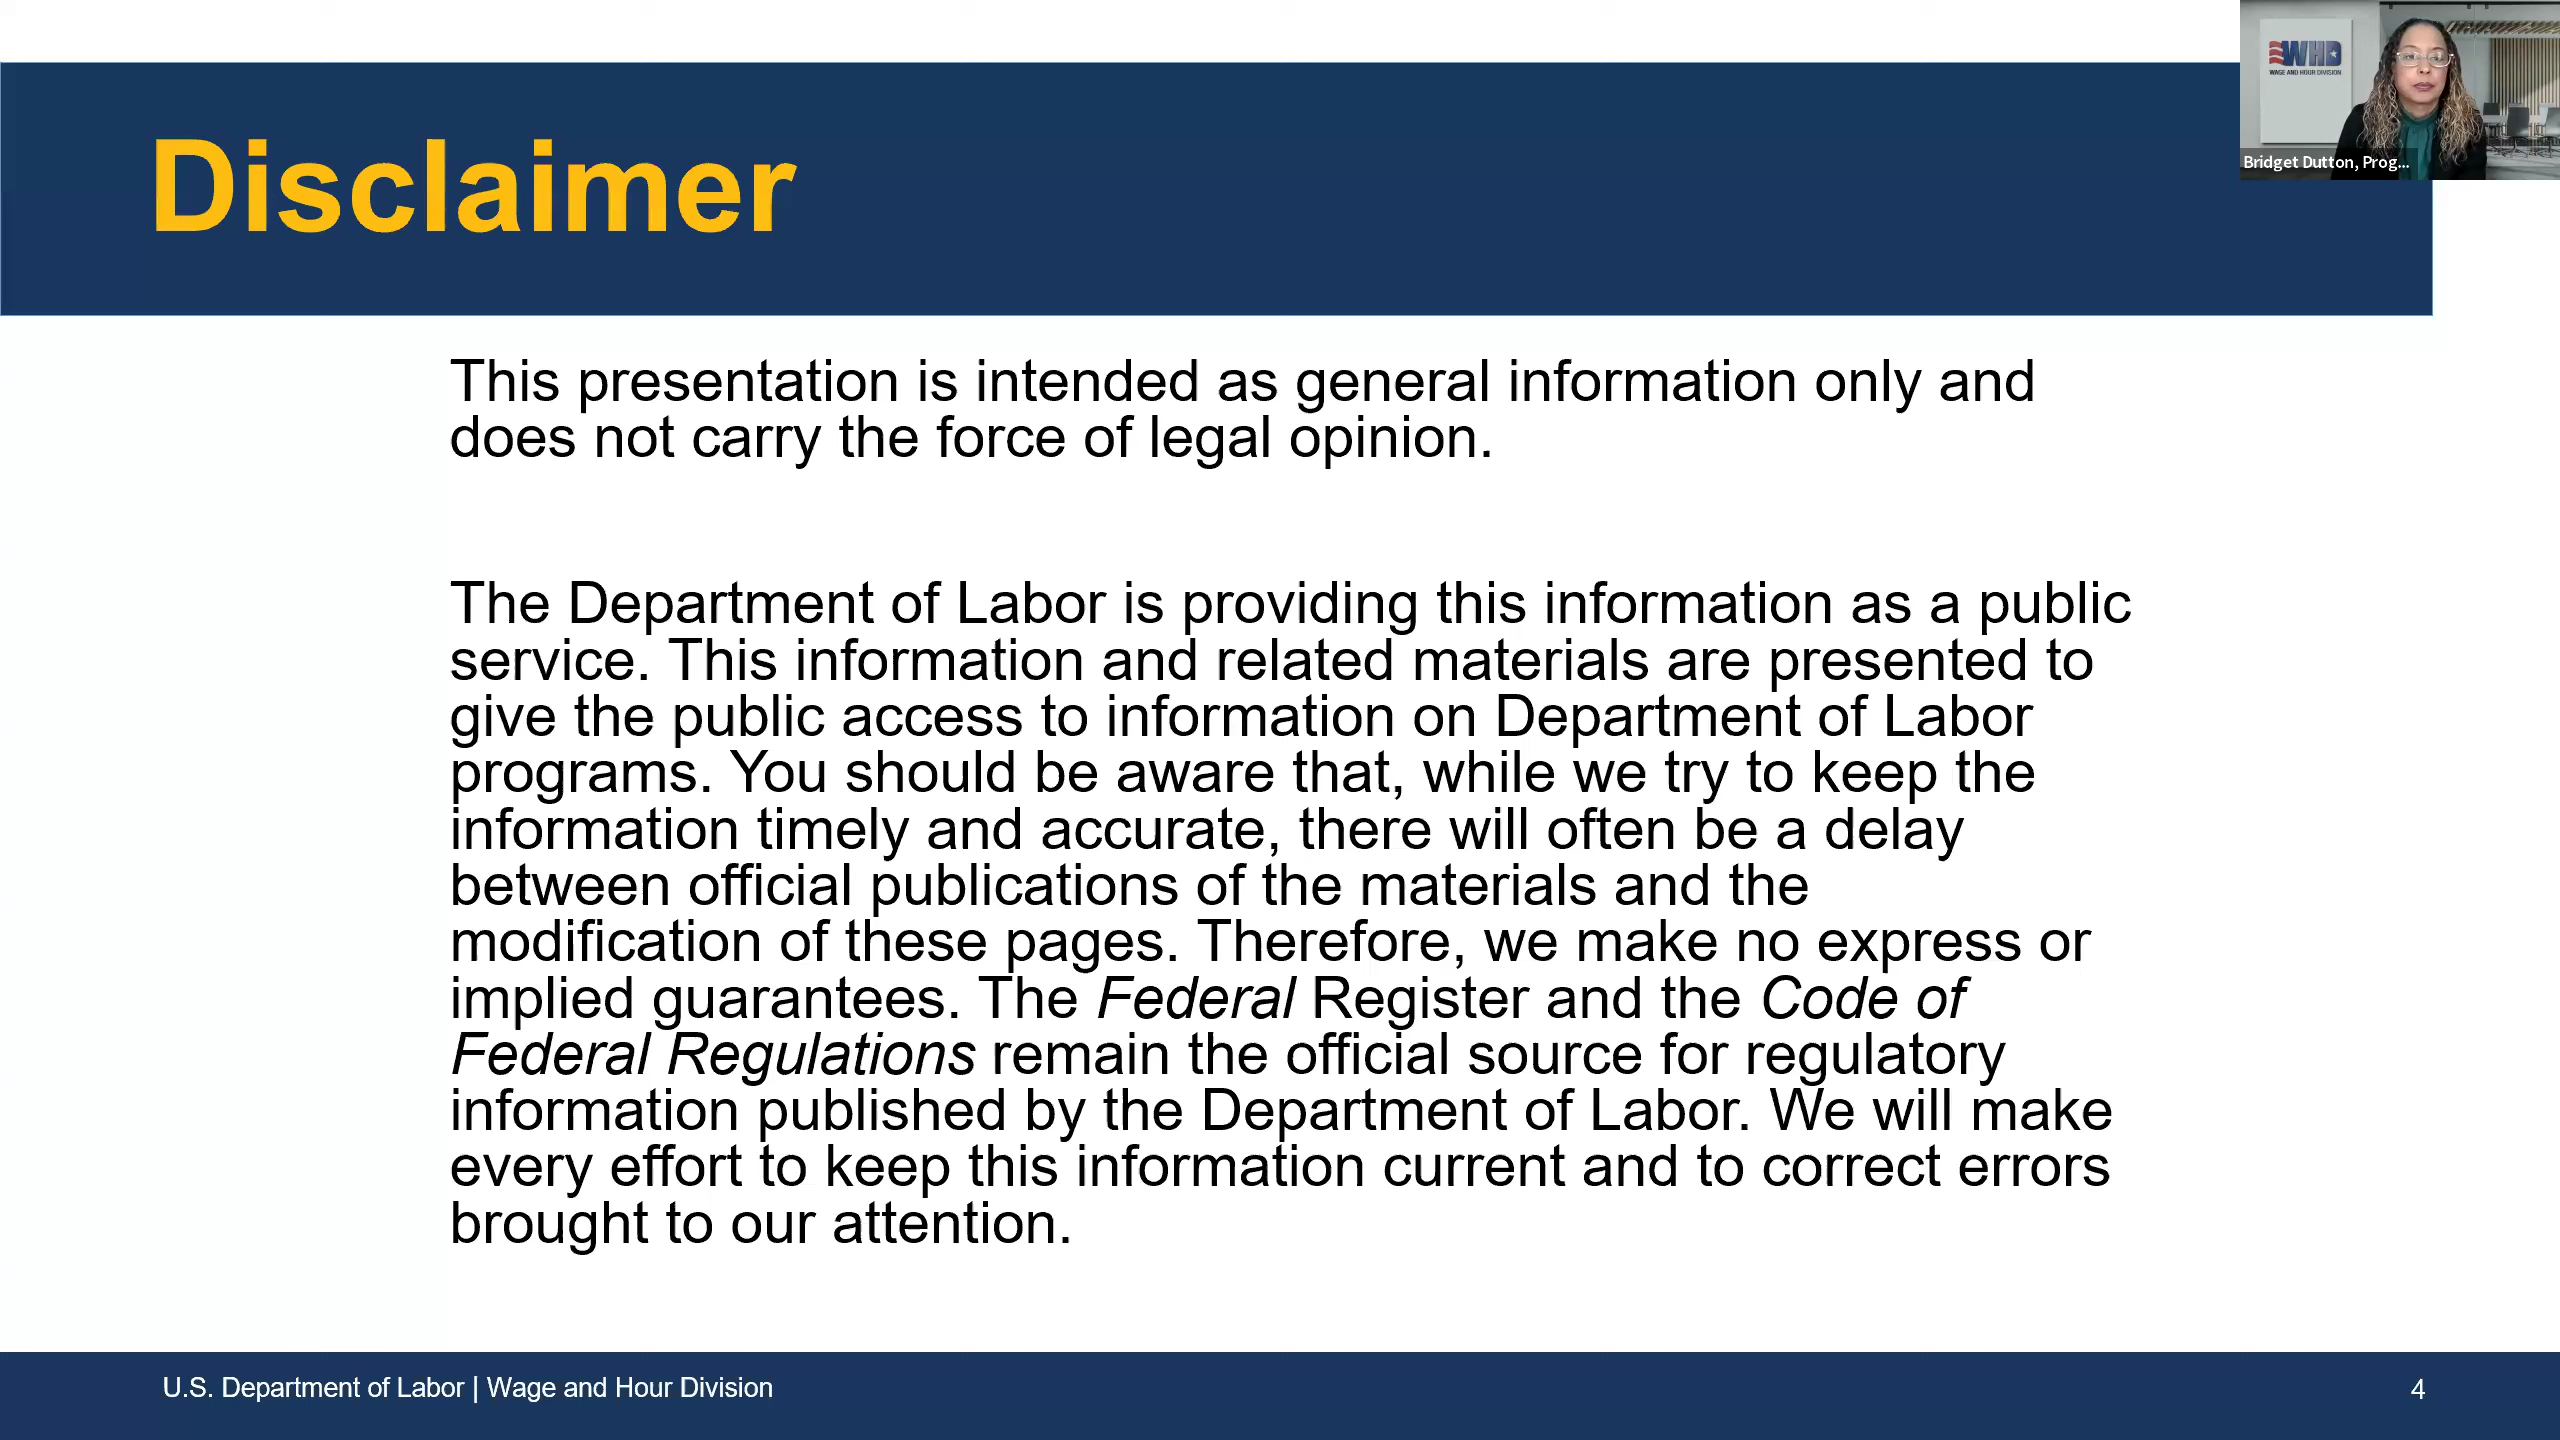 WHD
WAGE AND HOUR DIVISION
Bridget Dutton, Prog...
Disclaimer
This presentation is intended as general information only and
does not carry the force of legal opinion.
The Department of Labor is providing this information as a public
service. This information and related materials are presented to
give the public access to information on Department of Labor
programs. You should be aware that, while we try to keep the
information timely and accurate, there will often be a delay
between official publications of the materials and the
modification of these pages. Therefore, we make no express or
implied guarantees. The Federal Register and the Code of
Federal Regulations remain the official source for regulatory
information published by the Department of Labor. We will make
every effort to keep this information current and to correct errors
brought to our attention.
U.S. Department of Labor | Wage and Hour Division
4